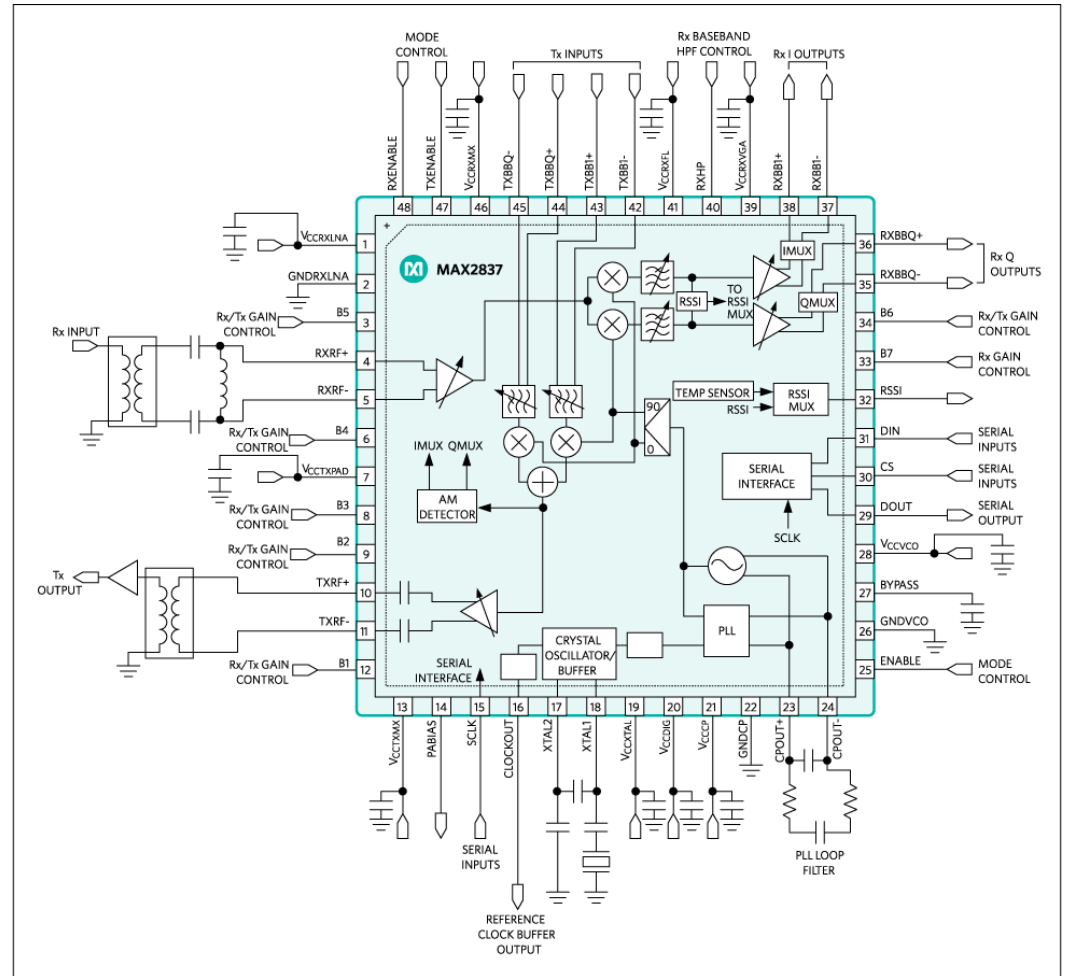 MODE
CONTROL
Tx INPUTS
Rx BASEBAND
HPF CONTROL
Rx I OUTPUTS
RXENABLE
TXENABLE
VCCRXMX
TXBBQ-
TXBBQ+
TXBB1+
TXBB1-
VCCRXFL
RXHP
VCCRXVGA
RXBB1+
RXBB1-
48
47
46
45
44
43
42
41
40
39
38
37
+
MAX2837
VCCRXLNA
1
GNDRXLNA
2
Rx/Tx GAIN
CONTROL
B5
3
Rx INPUT
RXRF+
4
RXRF-
5
Rx/Tx GAIN
CONTROL
B4
6
VCCTXPAD
7
Rx/Tx GAIN
CONTROL
B3
8
Rx/Tx GAIN
CONTROL
B2
9
Tx
OUTPUT
TXRF+
10
TXRF-
11
Rx/Tx GAIN
CONTROL
B1
12
IMUX
QMUX
RSSI
TO
RSSI
MUX
TEMP SENSOR
RSSI
RSSI
MUX
90
0
IMUX QMUX
AM
DETECTOR
SERIAL
INTERFACE
SCLK
PLL
CRYSTAL
OSCILLATOR/
BUFFER
SERIAL
INTERFACE
36
RXBBQ+
35
RXBBQ-
Rx Q
OUTPUTS
34
B6
Rx/Tx GAIN
CONTROL
33
B7
Rx GAIN
CONTROL
32
RSSI
31
DIN
SERIAL
INPUTS
30
CS
SERIAL
INPUTS
29
DOUT
SERIAL
OUTPUT
28
VCCVCO
27
BYPASS
26
GNDVCO
25
ENABLE
MODE
CONTROL
13
14
15
16
17
18
19
20
21
22
23
24
VCCTXMX
PABIAS
SCLK
CLOCKOUT
XTAL2
XTAL1
VCCXTAL
VCCDIG
VCCCP
GNDCP
CPOUT+
CPOUT-
SERIAL
INPUTS
REFERENCE
CLOCK BUFFER
OUTPUT
PLL LOOP
FILTER